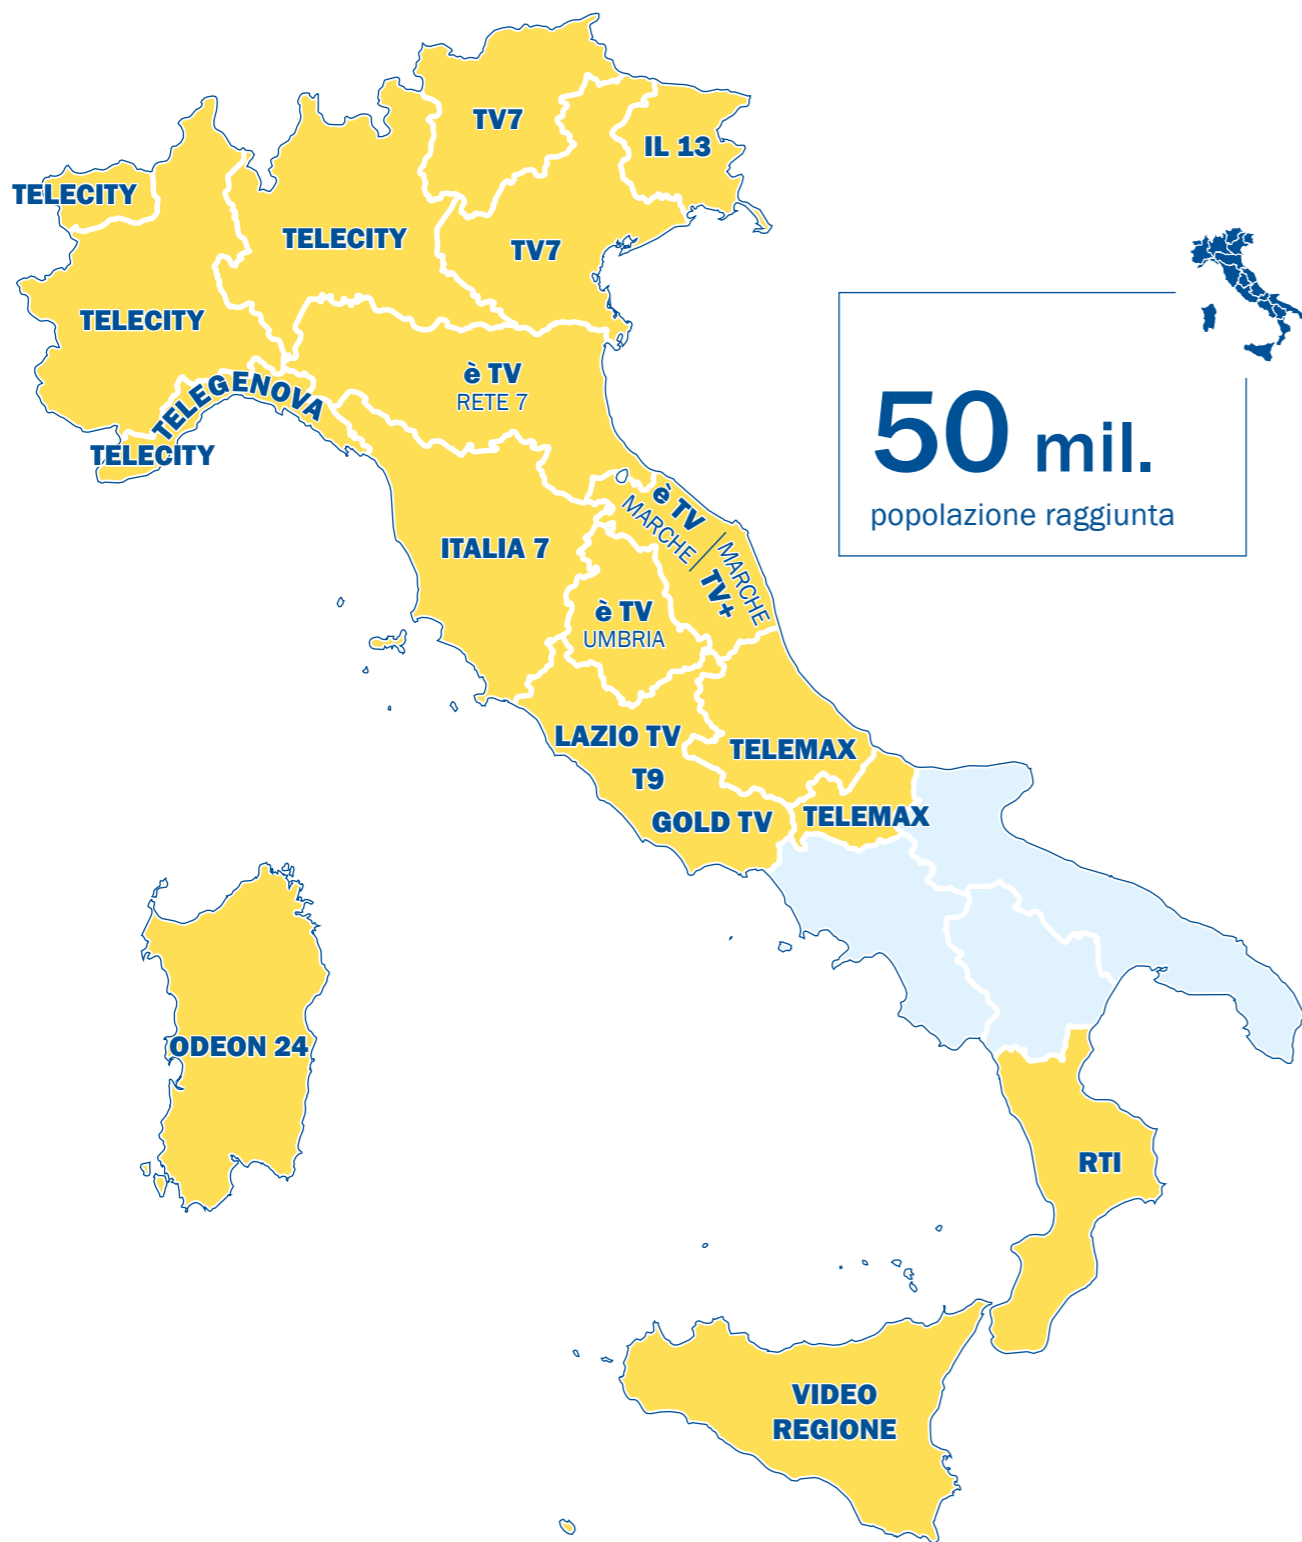 TV7
IL 13
TELECITY
TELECITY
TV7
TELECITY
è TV
RETE 7
TELEGENOVA
TELECITY
50 mil.
popolazione raggiunta
è TV
MARCHE
MARCHE
TV+
ITALIA 7
è TV
UMBRIA
LAZIO TV
T9
GOLD TV
TELEMAX
TELEMAX
ODEON 24
RTI
VIDEO
REGIONE